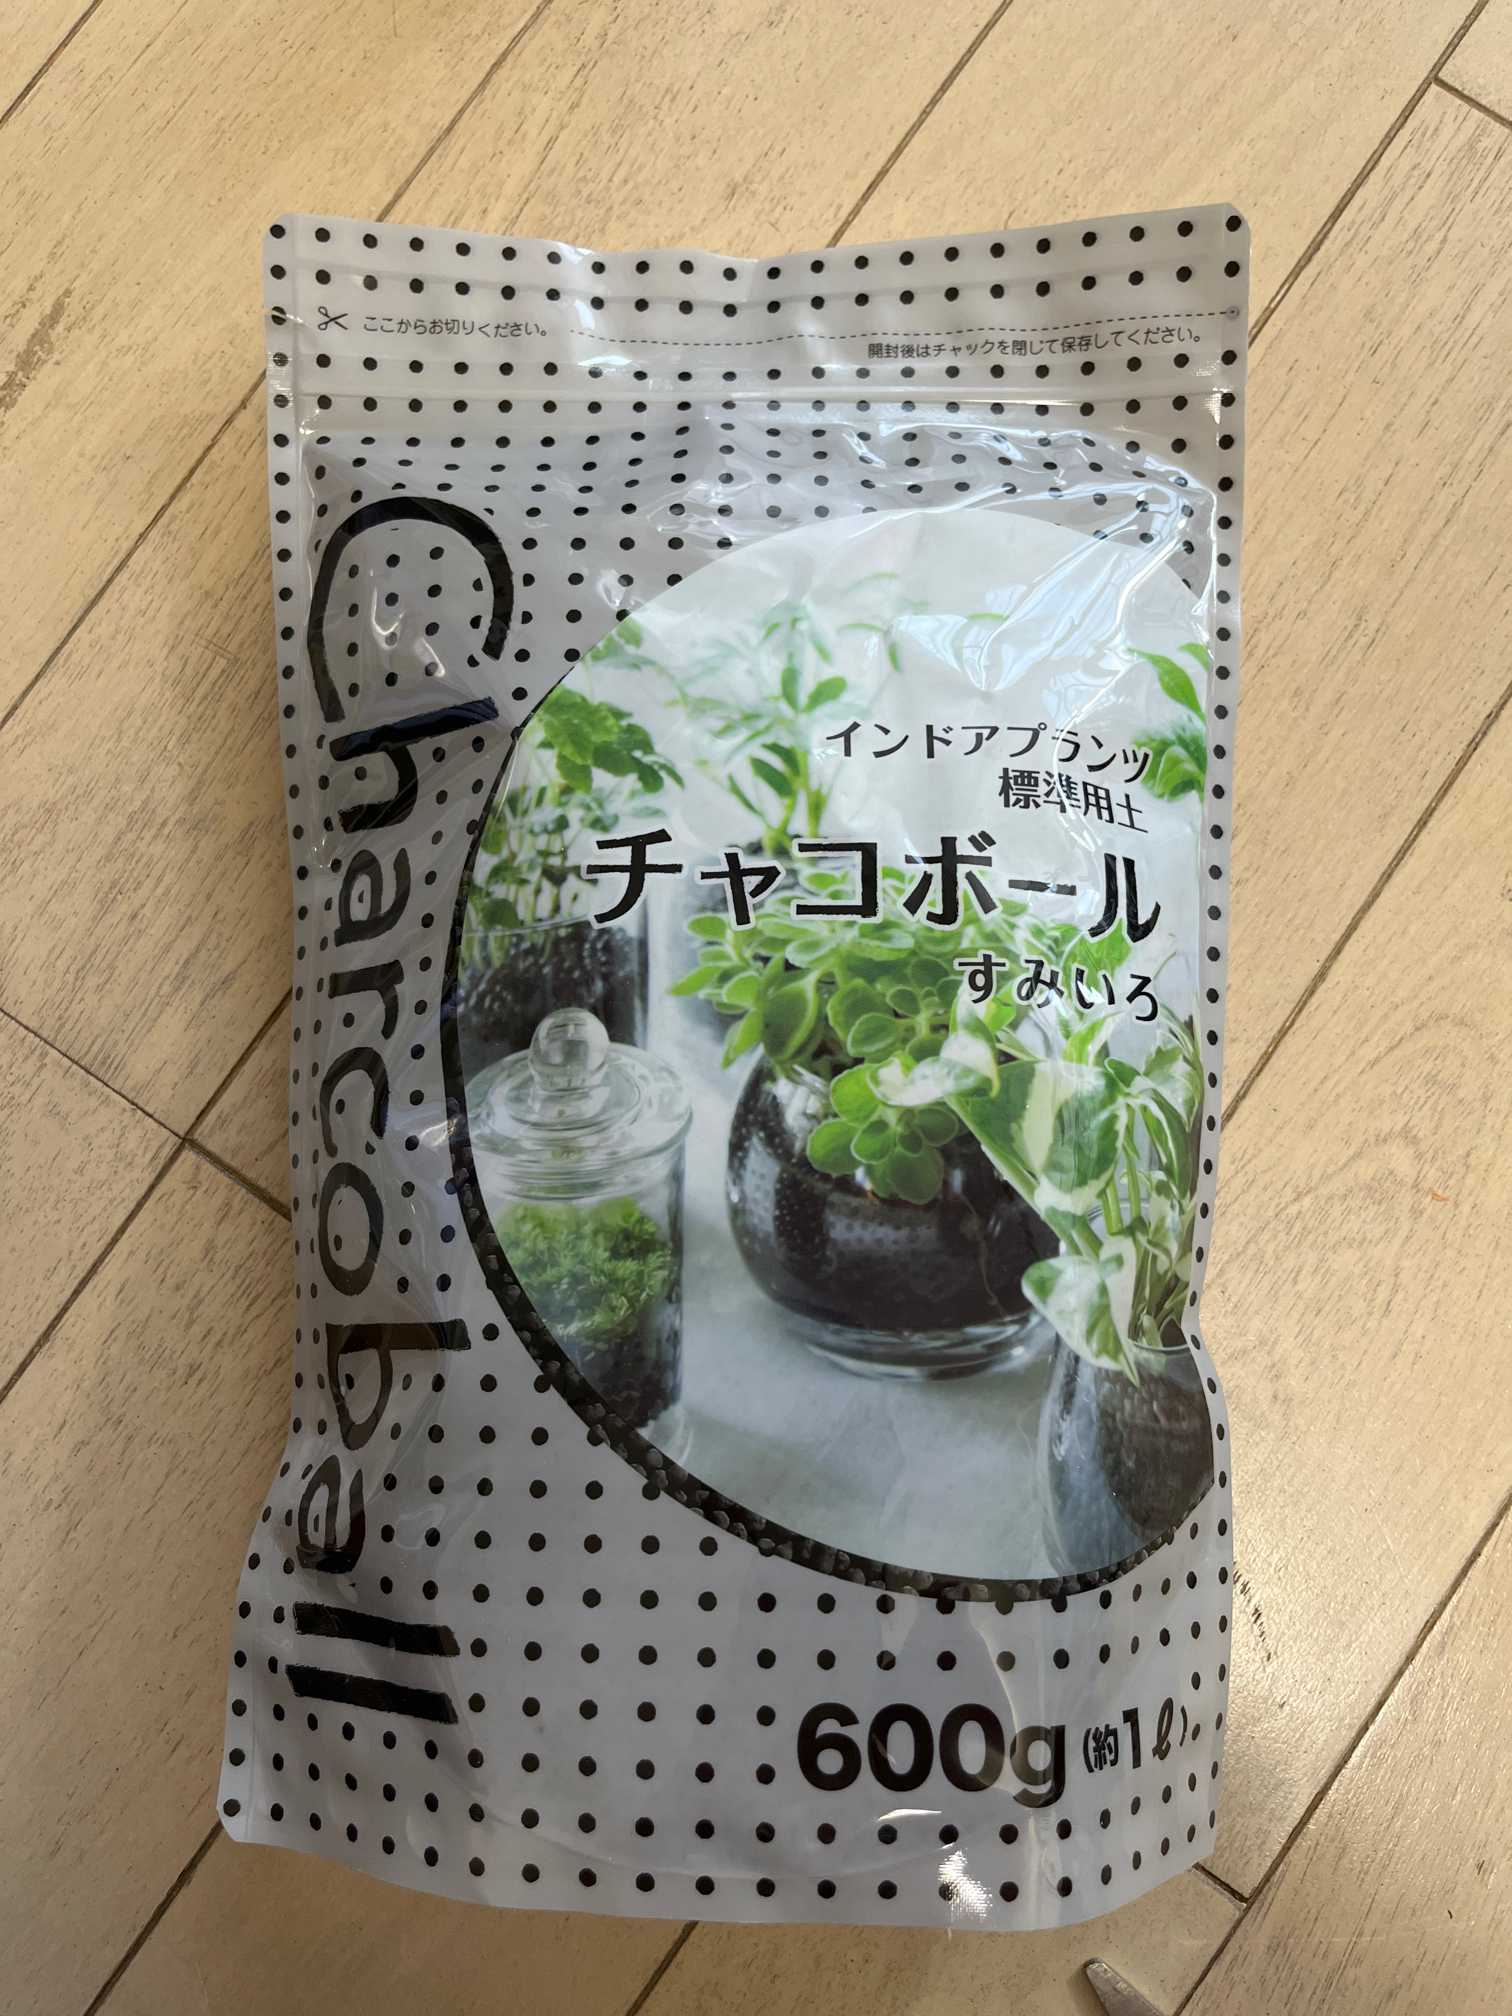 ここからお切りください。
開封後はチャックを閉じて保存してください。
Charcoball
インドアプランツ
標準用土
チャコボール
すみいろ
600g(約1ℓ)